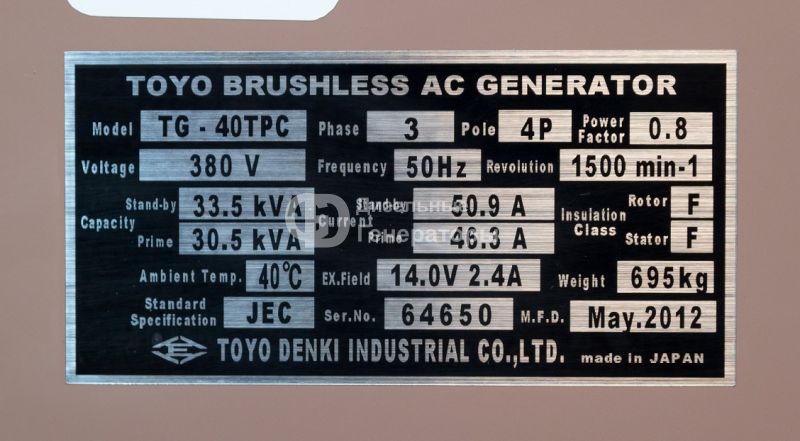 TOYO BRUSHLESS AC GENERATOR
Model TG - 40TPC Phase 3 Pole 4P Power Factor 0.8
Voltage 380 V Frequency 50Hz Revolution 1500 min-1
Capacity Stand-by 33.5 kVA Current Stand-by 50.9 A Insulation Class Rotor F
Prime 30.5 kVA Prime 46.3 A Stator F
Дизельные
Генераторы
Ambient Temp. 40℃ EX.Field 14.0V 2.4A Weight 695kg
Standard Specification JEC Ser.No. 64650 M.F.D. May.2012
E TOYO DENKI INDUSTRIAL CO.,LTD. made in JAPAN